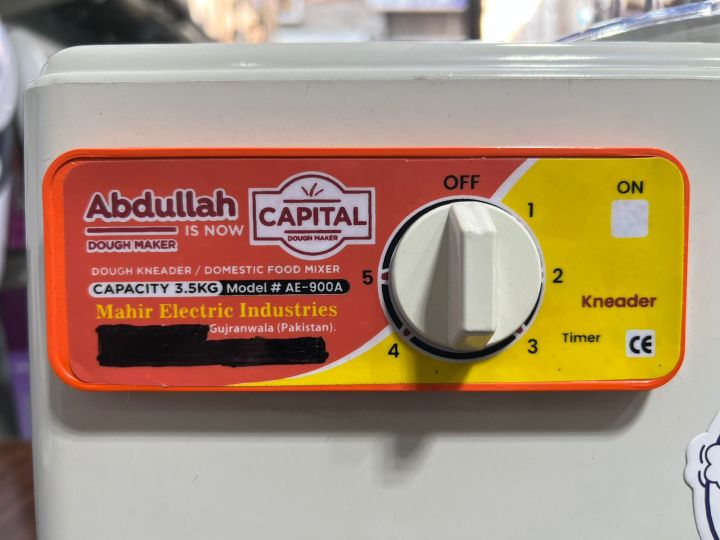 Abdullah
IS NOW
DOUGH MAKER
CAPITAL
DOUGH MAKER
DOUGH KNEADER / DOMESTIC FOOD MIXER
CAPACITY 3.5KG Model # AE-900A
Mahir Electric Industries
Gujranwala (Pakistan).
OFF
1
2
3
4
5
ON
Kneader
Timer
CE